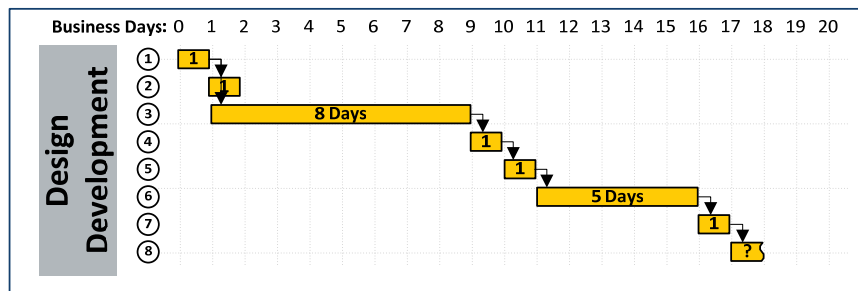 Business Days: 0 1 2 3 4 5 6 7 8 9 10 11 12 13 14 15 16 17 18 19 20
Design
Development
1 1
2 1
3 8 Days
4 1
5 1
6 5 Days
7 1
8 ?